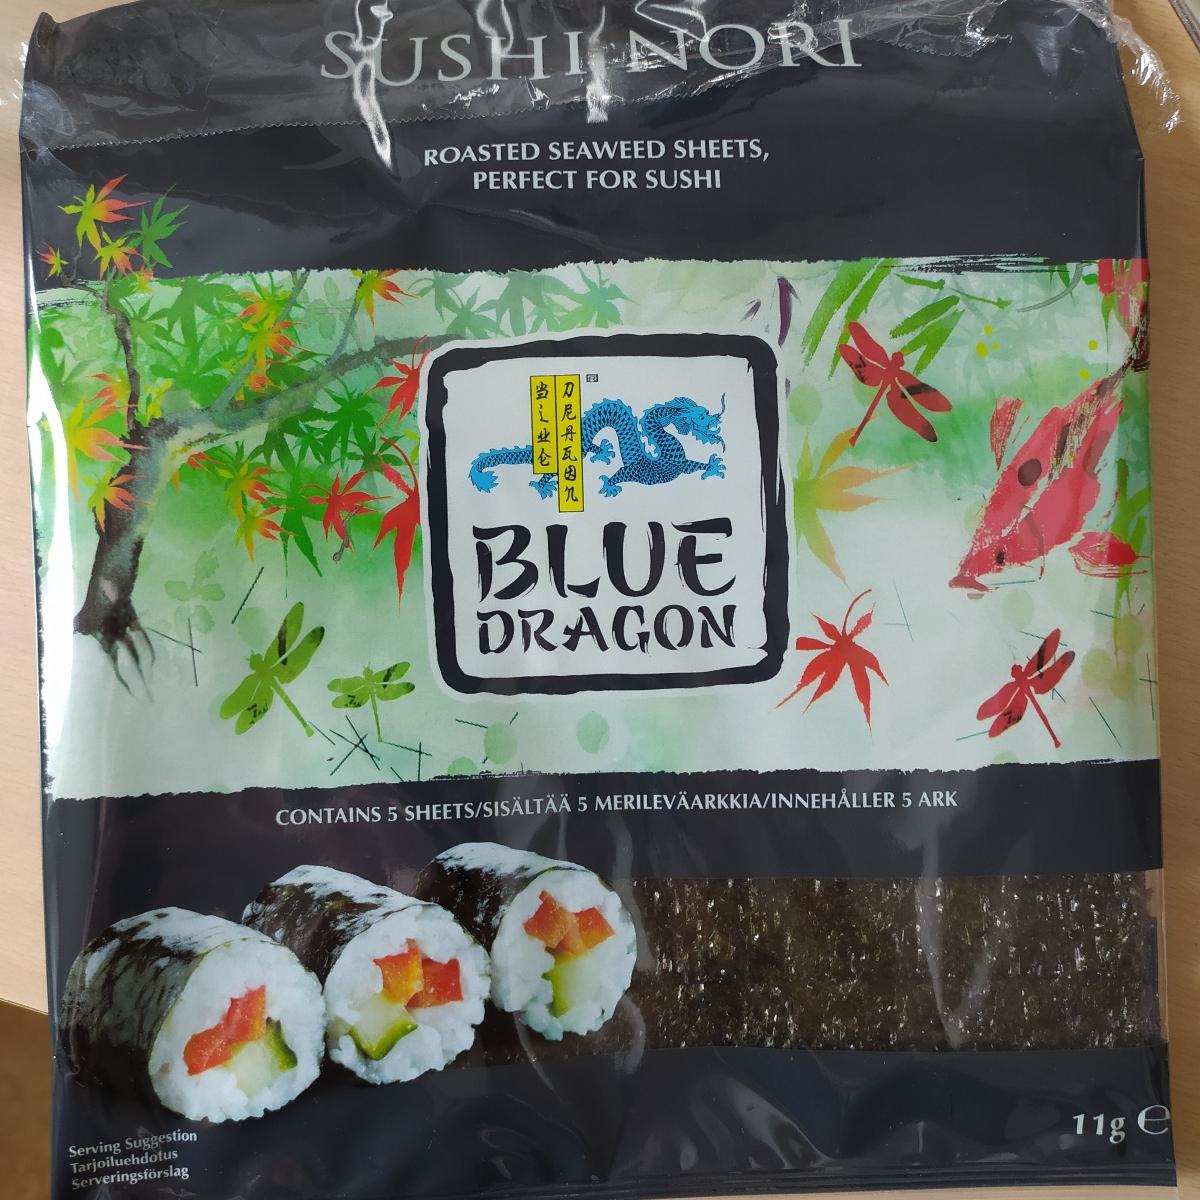 SUSHI NORI
ROASTED SEAWEED SHEETS,
PERFECT FOR SUSHI
BLUE
DRAGON
CONTAINS 5 SHEETS/SISÄLTÄÄ 5 MERILEVÄARKKIA/INNEHÅLLER 5 ARK
Serving Suggestion
Tarjoiluehdotus
Serveringsförslag
11g ℮